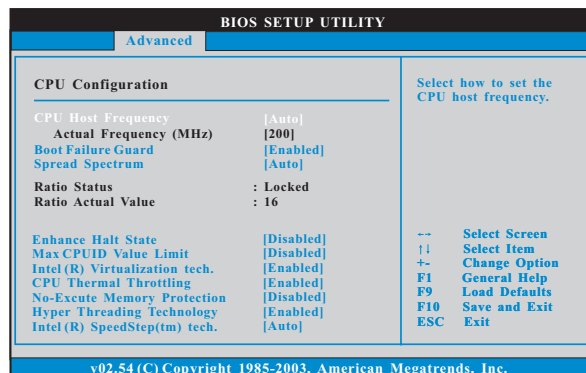 BIOS SETUP UTILITY
Advanced
CPU Configuration
CPU Host Frequency [Auto]
Actual Frequency (MHz) [200]
Boot Failure Guard [Enabled]
Spread Spectrum [Auto]
Ratio Status : Locked
Ratio Actual Value : 16
Enhance Halt State [Disabled]
Max CPUID Value Limit [Disabled]
Intel (R) Virtualization tech. [Enabled]
CPU Thermal Throttling [Enabled]
No-Excute Memory Protection [Disabled]
Hyper Threading Technology [Enabled]
Intel (R) SpeedStep(tm) tech. [Auto]
Select how to set the
CPU host frequency.
←→ Select Screen
↑↓ Select Item
+- Change Option
F1 General Help
F9 Load Defaults
F10 Save and Exit
ESC Exit
v02.54 (C) Copyright 1985-2003, American Megatrends, Inc.